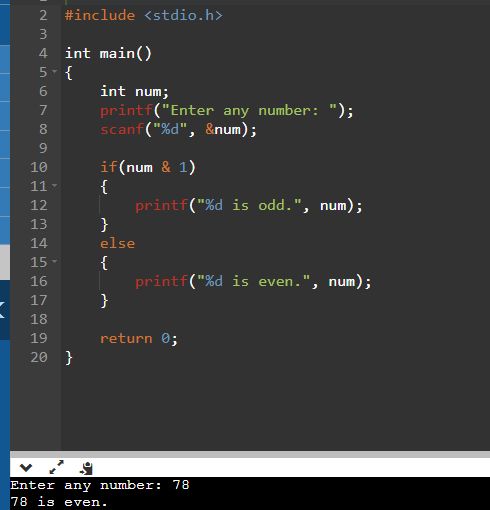 2 #include <stdio.h>
3
4 int main()
5 {
6     int num;
7     printf("Enter any number: ");
8     scanf("%d", &num);
9
10     if(num & 1)
11     {
12         printf("%d is odd.", num);
13     }
14     else
15     {
16         printf("%d is even.", num);
17     }
18
19     return 0;
20 }
Enter any number: 78
78 is even.